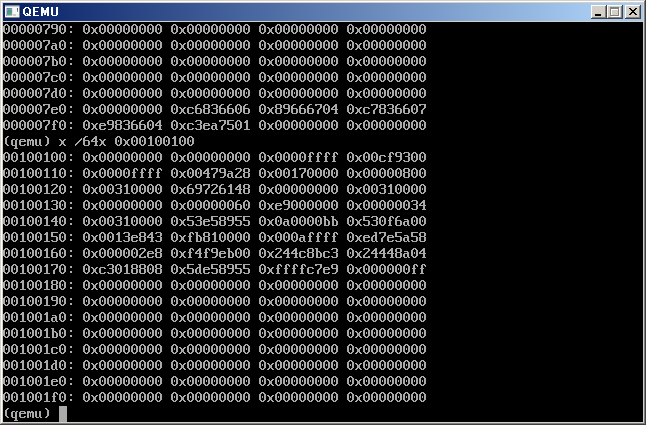 QEMU
00000790: 0x00000000 0x00000000 0x00000000 0x00000000
000007a0: 0x00000000 0x00000000 0x00000000 0x00000000
000007b0: 0x00000000 0x00000000 0x00000000 0x00000000
000007c0: 0x00000000 0x00000000 0x00000000 0x00000000
000007d0: 0x00000000 0x00000000 0x00000000 0x00000000
000007e0: 0x00000000 0xc6836606 0x89666704 0xc7836607
000007f0: 0xe9836604 0xc3ea7501 0x00000000 0x00000000
(qemu) x /64x 0x00100100
00100100: 0x00000000 0x00000000 0x0000ffff 0x00cf9300
00100110: 0x0000ffff 0x00479a28 0x00170000 0x00000800
00100120: 0x00310000 0x69726148 0x00000000 0x00310000
00100130: 0x00000000 0x00000060 0xe9000000 0x00000034
00100140: 0x00310000 0x53e58955 0x0a0000bb 0x530f6a00
00100150: 0x0013e843 0xfb810000 0x000affff 0xed7e5a58
00100160: 0x000002e8 0xf4f9eb00 0x244c8bc3 0x24448a04
00100170: 0xc3018808 0x5de58955 0xffffc7e9 0x000000ff
00100180: 0x00000000 0x00000000 0x00000000 0x00000000
00100190: 0x00000000 0x00000000 0x00000000 0x00000000
001001a0: 0x00000000 0x00000000 0x00000000 0x00000000
001001b0: 0x00000000 0x00000000 0x00000000 0x00000000
001001c0: 0x00000000 0x00000000 0x00000000 0x00000000
001001d0: 0x00000000 0x00000000 0x00000000 0x00000000
001001e0: 0x00000000 0x00000000 0x00000000 0x00000000
001001f0: 0x00000000 0x00000000 0x00000000 0x00000000
(qemu)